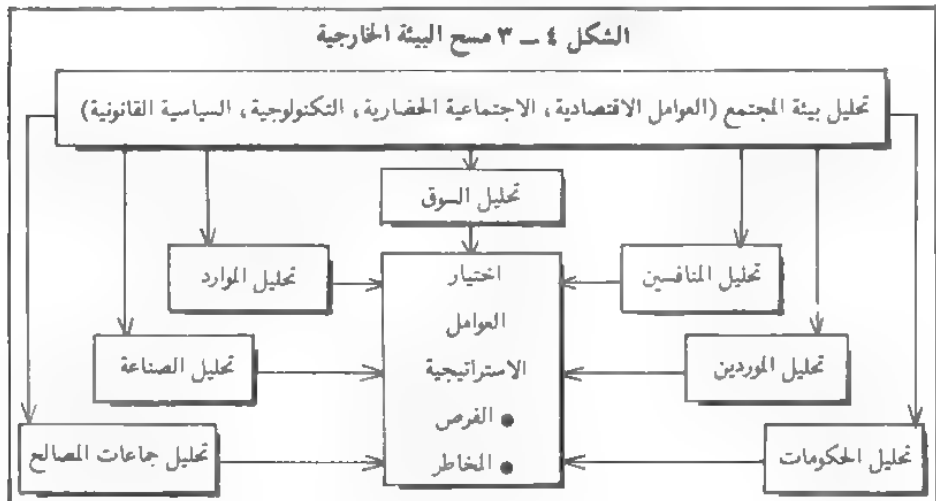 الشكل ٤ – ٣ مسح البيئة الخارجية
تحليل بيئة المجتمع (العوامل الاقتصادية، الاجتماعية الحضارية، التكنولوجية، السياسية القانونية)
تحليل السوق
تحليل المنافسين
تحليل الموارد
تحليل الموردين
تحليل الصناعة
تحليل الحكومات
تحليل جماعات المصالح
اختيار
العوامل
الاستراتيجية
● الفرص
● المخاطر